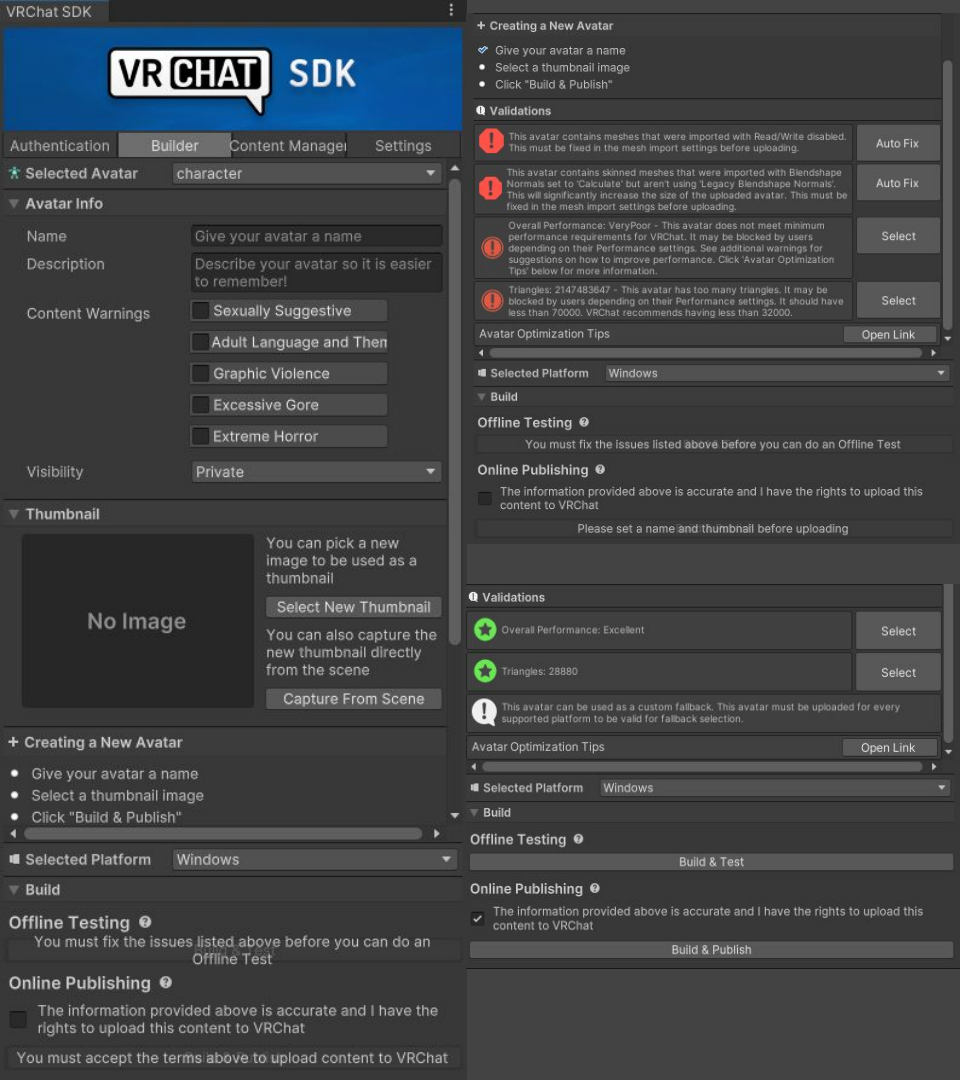 VRChat SDK
VRCHAT SDK
Authentication
Builder
Content Manager
Settings
Selected Avatar
character
Avatar Info
Name
Give your avatar a name
Description
Describe your avatar so it is easier
to remember!
Content Warnings
Sexually Suggestive
Adult Language and Them
Graphic Violence
Excessive Gore
Extreme Horror
Visibility
Private
Thumbnail
No Image
You can pick a new
image to be used as a
thumbnail
Select New Thumbnail
You can also capture the
new thumbnail directly
from the scene
Capture From Scene
+ Creating a New Avatar
Give your avatar a name
Select a thumbnail image
Click "Build & Publish"
Selected Platform
Windows
Build
Offline Testing
You must fix the issues listed above before you can do an
Offline Test
Online Publishing
The information provided above is accurate and I have the
rights to upload this content to VRChat
You must accept the terms above to upload content to VRChat
+ Creating a New Avatar
Give your avatar a name
Select a thumbnail image
Click "Build & Publish"
Validations
This avatar contains meshes that were imported with Read/Write disabled.
This must be fixed in the mesh import settings before uploading.
Auto Fix
This avatar contains skinned meshes that were imported with Blendshape
Normals set to 'Calculate' but aren't using 'Legacy Blendshape Normals'.
This will significantly increase the size of the uploaded avatar. This must be
fixed in the mesh import settings before uploading.
Auto Fix
Overall Performance: VeryPoor - This avatar does not meet minimum
performance requirements for VRChat. It may be blocked by users
depending on their Performance settings. See additional warnings for
suggestions on how to improve performance. Click 'Avatar Optimization
Tips' below for more information.
Select
Triangles: 2147483647 - This avatar has too many triangles. It may be
blocked by users depending on their Performance settings. It should have
less than 70000. VRChat recommends having less than 32000.
Select
Avatar Optimization Tips
Open Link
Selected Platform
Windows
Build
Offline Testing
You must fix the issues listed above before you can do an Offline Test
Online Publishing
The information provided above is accurate and I have the rights to upload this
content to VRChat
Please set a name and thumbnail before uploading
Validations
Overall Performance: Excellent
Select
Triangles: 28880
Select
This avatar can be used as a custom fallback. This avatar must be uploaded for every
supported platform to be valid for fallback selection.
Avatar Optimization Tips
Open Link
Selected Platform
Windows
Build
Offline Testing
Build & Test
Online Publishing
The information provided above is accurate and I have the rights to upload this
content to VRChat
Build & Publish